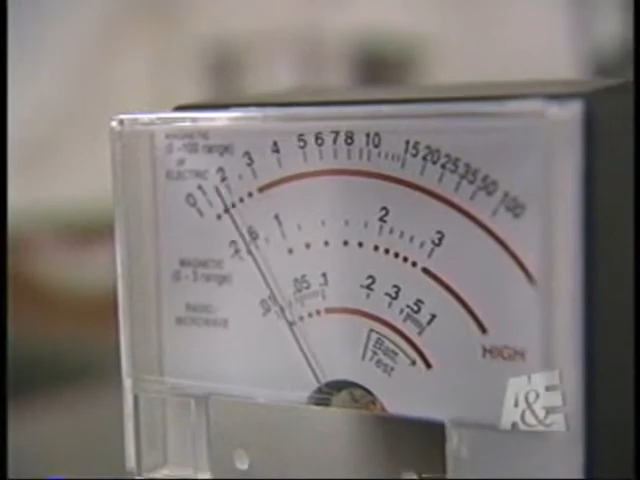 MAGNETIC
(0-100 range)
or
ELECTRIC
0 1 2 3 4 5 6 7 8 10 15 20 25 35 50 100
.2 .6 1 2 3
MAGNETIC
(0-3 range)
.01 .05 .1 .2 .3 .5 1
RADIO/
MICROWAVE
HIGH
Batt
Test
A&E